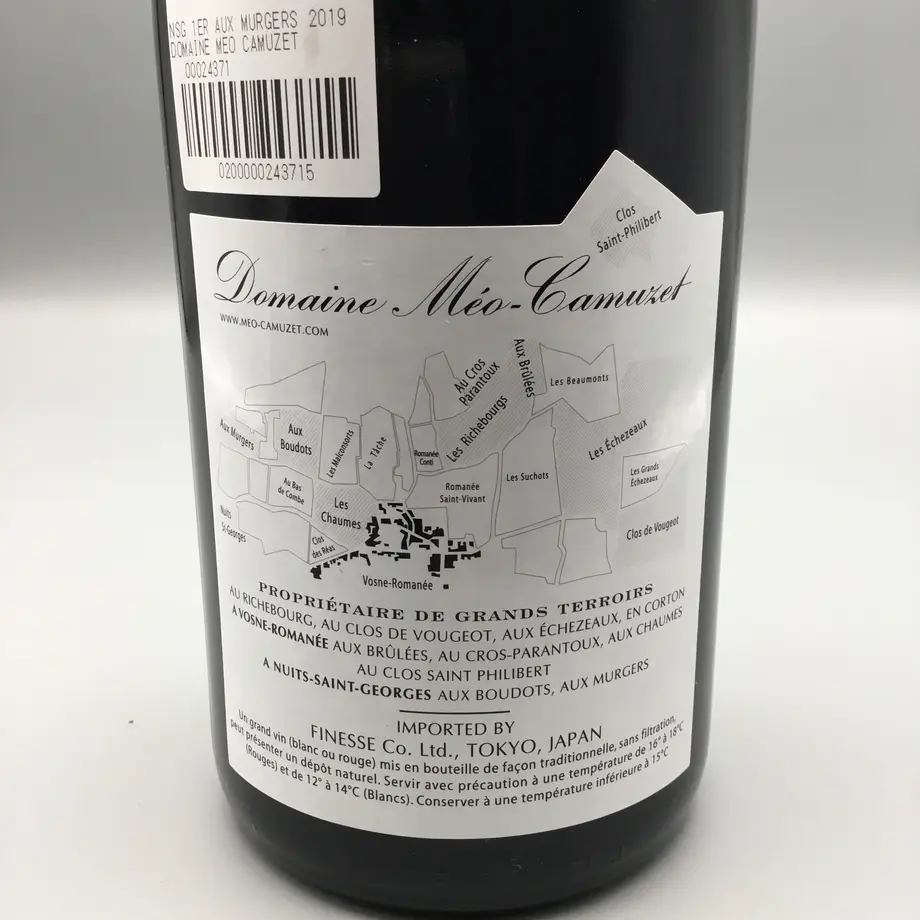 NSG 1ER AUX MURGERS 2019
DOMAINE MEO CAMUZET
00024371
0200000243715
Clos
Saint-Philibert
Domaine Méo-Camuzet
WWW.MEO-CAMUZET.COM
Au Cros
Parantoux
Aux Brûlées
Les Beaumonts
Aux Murgers
Aux
Boudots
Les Malconsorts
La Tâche
Romanée
Conti
Les Richebourgs
Les Échezeaux
Au Bas
de Combe
Les
Chaumes
Romanée
Saint-Vivant
Les Suchots
Les Grands
Échezeaux
Nuits
St-Georges
Clos
des Réas
Clos de Vougeot
Vosne-Romanée
PROPRIÉTAIRE DE GRANDS TERROIRS
AU RICHEBOURG, AU CLOS DE VOUGEOT, AUX ÉCHEZEAUX, EN CORTON
A VOSNE-ROMANÉE AUX BRÛLÉES, AU CROS-PARANTOUX, AUX CHAUMES
AU CLOS SAINT PHILIBERT
A NUITS-SAINT-GEORGES AUX BOUDOTS, AUX MURGERS
IMPORTED BY
FINESSE Co. Ltd., TOKYO, JAPAN
Un grand vin (blanc ou rouge) mis en bouteille de façon traditionnelle, sans filtration,
peut présenter un dépôt naturel. Servir avec précaution à une température de 16° à 18°C
(Rouges) et de 12° à 14°C (Blancs). Conserver à une température inférieure à 15°C